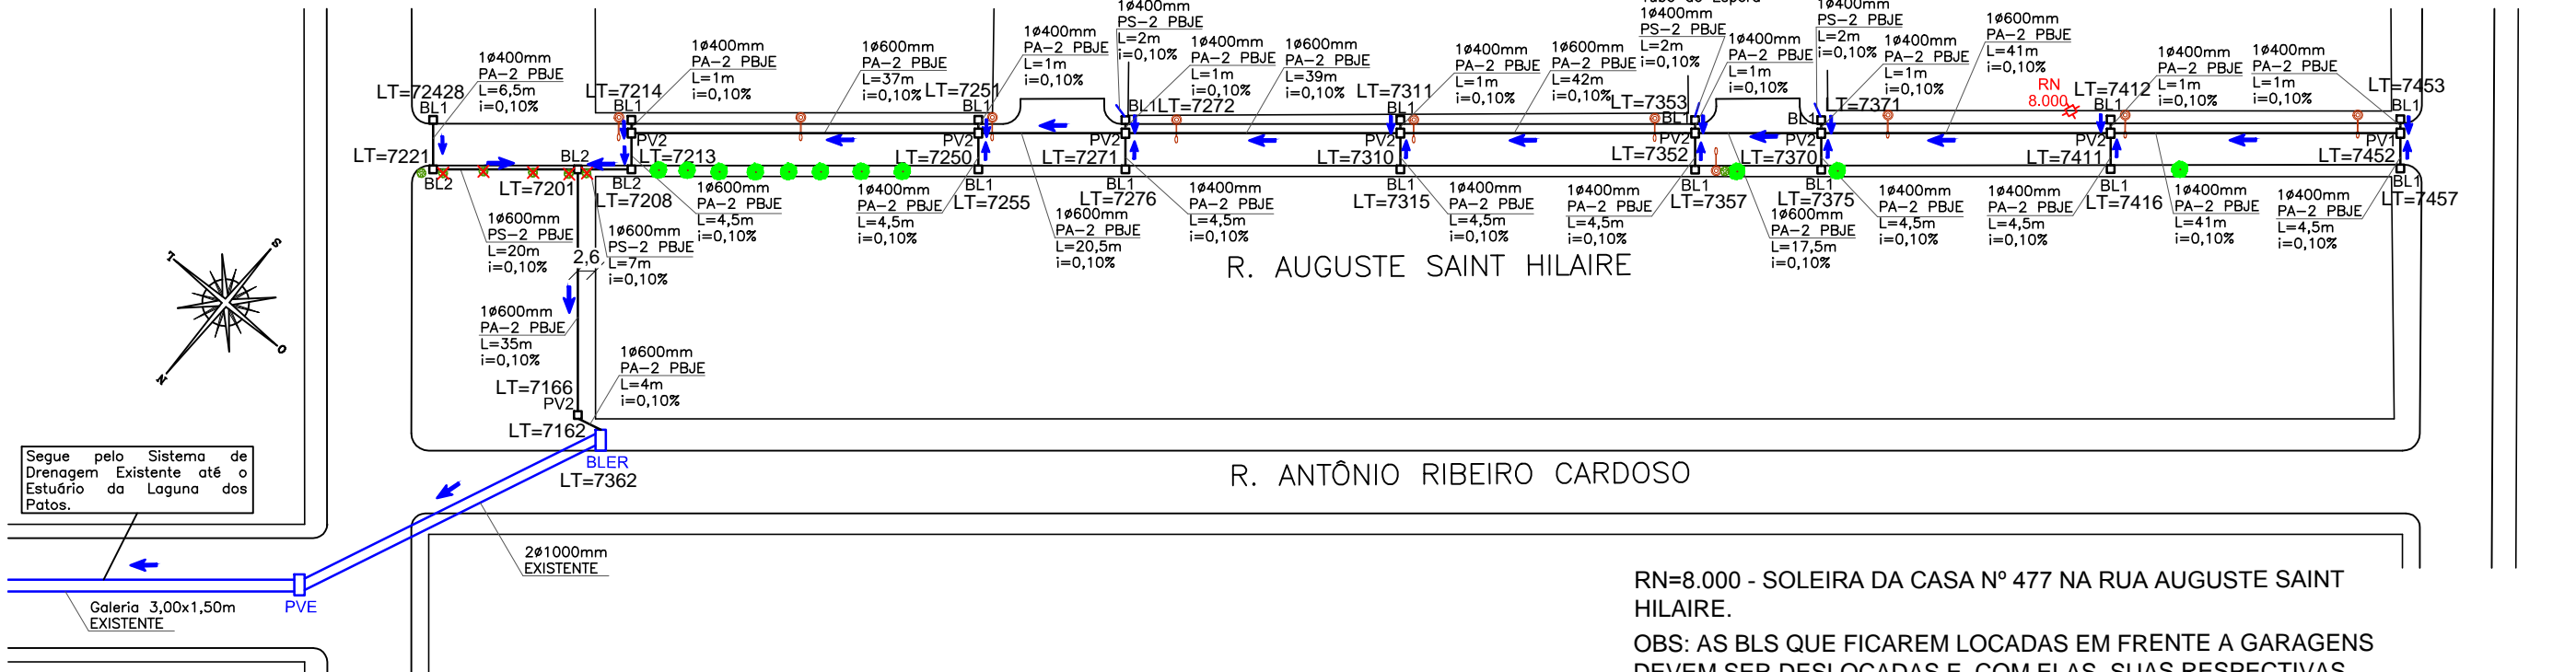 1ø400mm
PA-2 PBJE
L=6,5m
i=0,10%
1ø400mm
PA-2 PBJE
L=1m
i=0,10%
1ø600mm
PA-2 PBJE
L=37m
i=0,10%
1ø400mm
PA-2 PBJE
L=1m
i=0,10%
1ø400mm
PS-2 PBJE
L=2m
i=0,10%
1ø400mm
PA-2 PBJE
L=1m
i=0,10%
1ø600mm
PA-2 PBJE
L=39m
i=0,10%
1ø400mm
PA-2 PBJE
L=1m
i=0,10%
1ø600mm
PA-2 PBJE
L=42m
i=0,10%
1ø400mm
PS-2 PBJE
L=2m
i=0,10%
1ø400mm
PA-2 PBJE
L=1m
i=0,10%
1ø400mm
PS-2 PBJE
L=2m
i=0,10%
1ø400mm
PA-2 PBJE
L=1m
i=0,10%
1ø600mm
PA-2 PBJE
L=41m
i=0,10%
RN
8.000
1ø400mm
PA-2 PBJE
L=1m
i=0,10%
1ø400mm
PA-2 PBJE
L=1m
i=0,10%
LT=72428
BL1
LT=7214
BL1
LT=7251
BL1
BL1
LT=7272
LT=7311
BL1
LT=7353
BL1
BL1
LT=7371
LT=7412
BL1
LT=7453
BL1
LT=7221
BL2
BL2
LT=7201
PV2
LT=7213
BL2
LT=7208
PV2
LT=7250
BL1
LT=7255
PV2
LT=7271
BL1
LT=7276
PV2
LT=7310
BL1
LT=7315
PV2
LT=7352
BL1
LT=7357
PV2
LT=7370
BL1
LT=7375
PV2
LT=7411
BL1
LT=7416
PV1
LT=7452
BL1
LT=7457
1ø600mm
PS-2 PBJE
L=20m
i=0,10%
1ø600mm
PS-2 PBJE
L=7m
i=0,10%
1ø600mm
PA-2 PBJE
L=4,5m
i=0,10%
1ø400mm
PA-2 PBJE
L=4,5m
i=0,10%
1ø600mm
PA-2 PBJE
L=20,5m
i=0,10%
1ø400mm
PA-2 PBJE
L=4,5m
i=0,10%
1ø400mm
PA-2 PBJE
L=4,5m
i=0,10%
1ø400mm
PA-2 PBJE
L=4,5m
i=0,10%
1ø600mm
PA-2 PBJE
L=17,5m
i=0,10%
1ø400mm
PA-2 PBJE
L=4,5m
i=0,10%
1ø400mm
PA-2 PBJE
L=4,5m
i=0,10%
1ø400mm
PA-2 PBJE
L=41m
i=0,10%
1ø400mm
PA-2 PBJE
L=4,5m
i=0,10%
2,6
R. AUGUSTE SAINT HILAIRE
L
S
N
O
1ø600mm
PA-2 PBJE
L=35m
i=0,10%
1ø600mm
PA-2 PBJE
L=4m
i=0,10%
LT=7166
PV2
LT=7162
BLER
LT=7362
R. ANTÔNIO RIBEIRO CARDOSO
Segue pelo Sistema de
Drenagem Existente até o
Estuário da Laguna dos
Patos.
2ø1000mm
EXISTENTE
Galeria 3,00x1,50m
EXISTENTE
PVE
RN=8.000 - SOLEIRA DA CASA Nº 477 NA RUA AUGUSTE SAINT
HILAIRE.
OBS: AS BLS QUE FICAREM LOCADAS EM FRENTE A GARAGENS
DEVEM SER DESLOCADAS E, COM ELAS, SUAS RESPECTIVAS